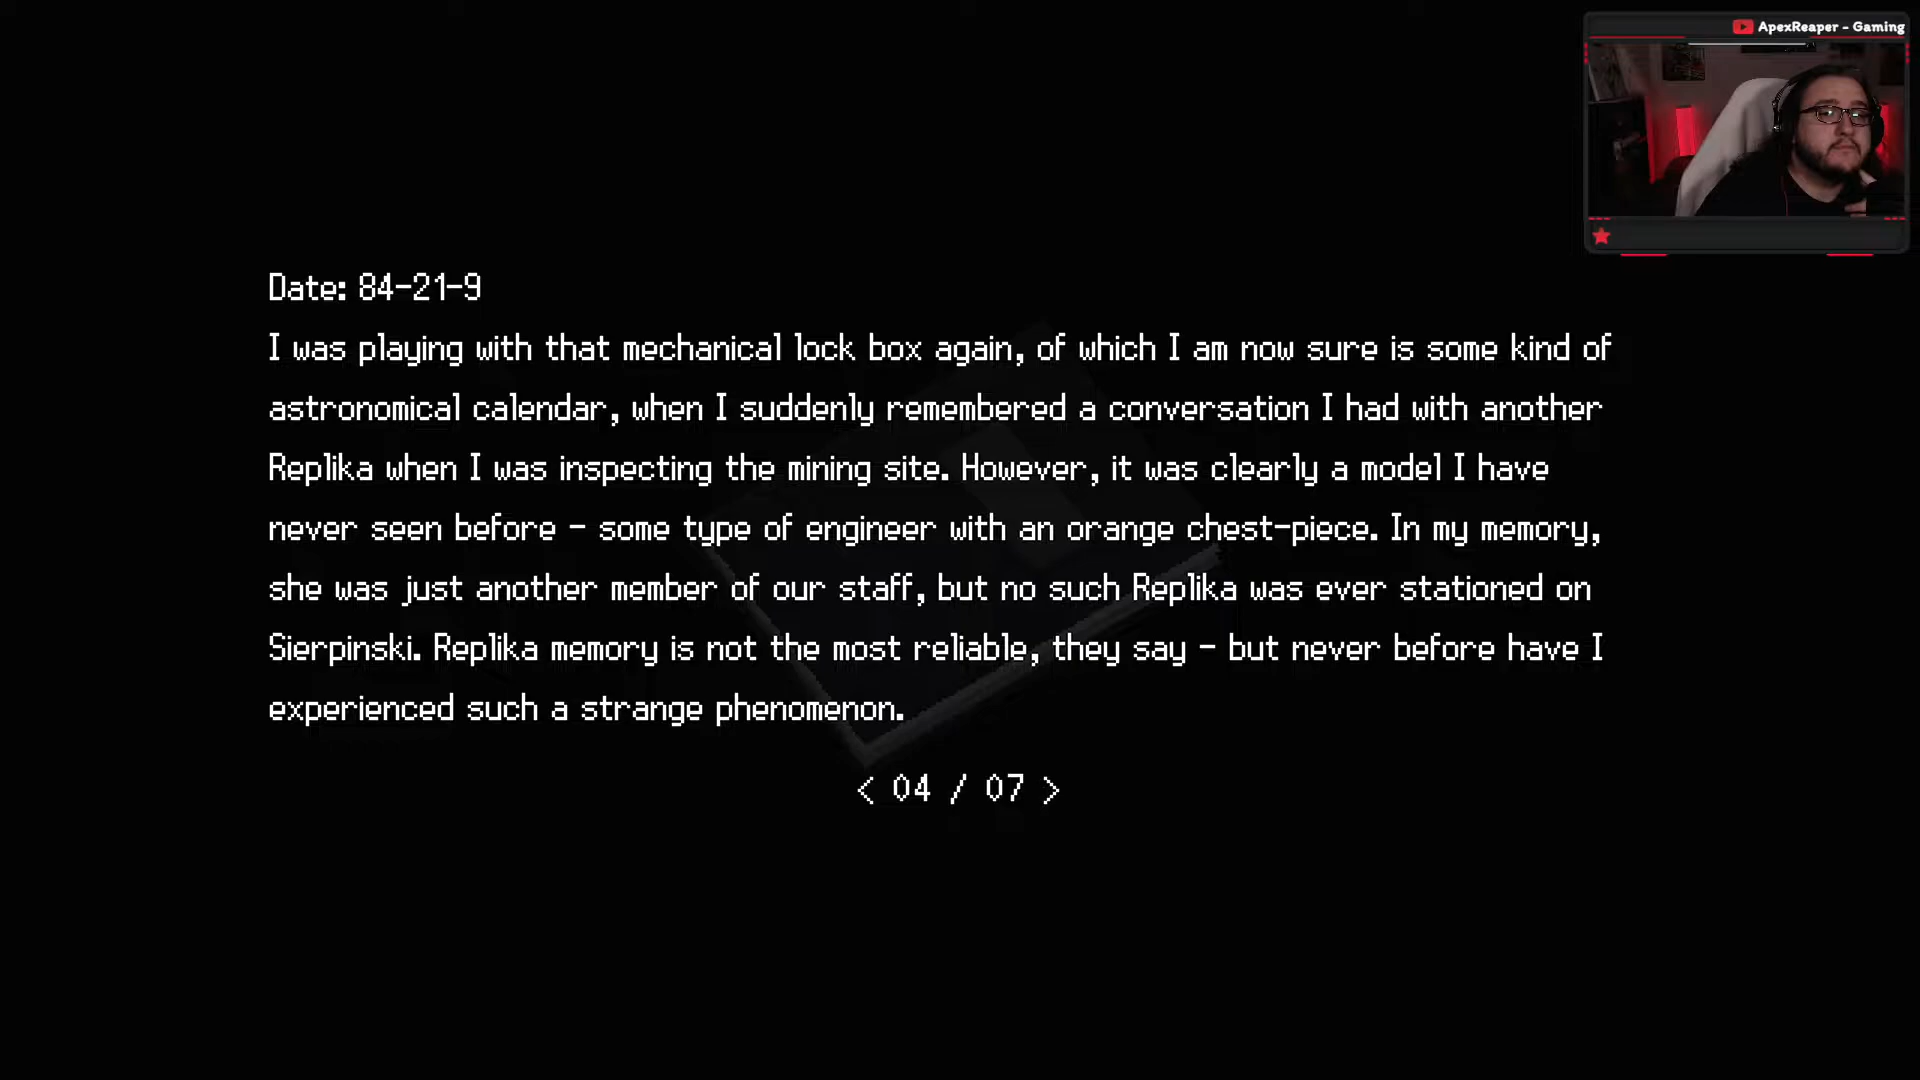 ApexReaper - Gaming
Date: 84-21-9
I was playing with that mechanical lock box again, of which I am now sure is some kind of
astronomical calendar, when I suddenly remembered a conversation I had with another
Replika when I was inspecting the mining site. However, it was clearly a model I have
never seen before - some type of engineer with an orange chest-piece. In my memory,
she was just another member of our staff, but no such Replika was ever stationed on
Sierpinski. Replika memory is not the most reliable, they say - but never before have I
experienced such a strange phenomenon.
< 04 / 07 >